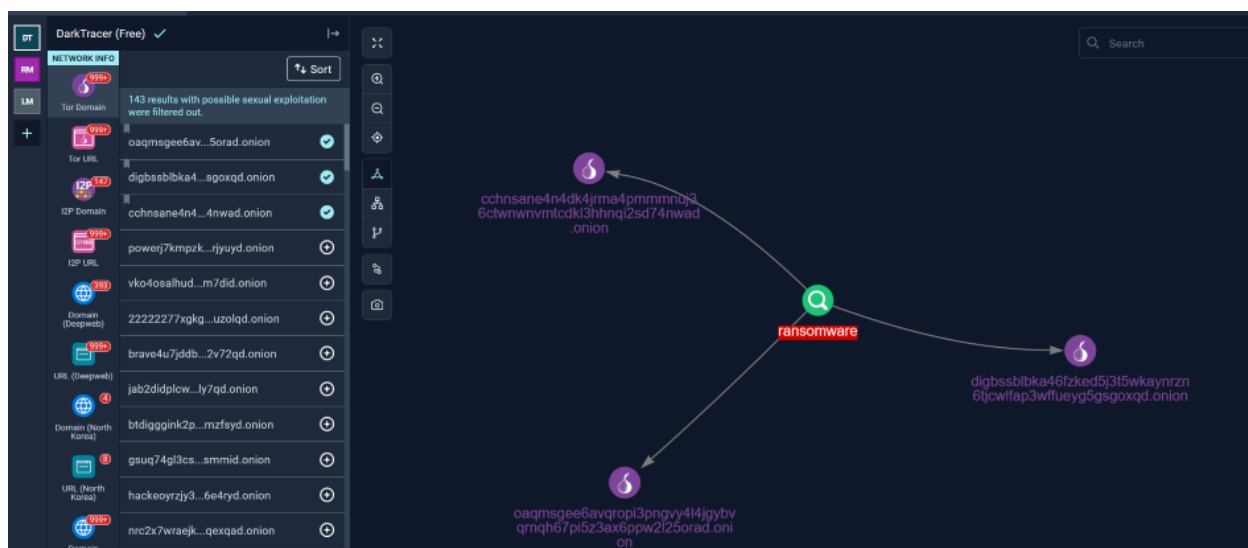 DT
DarkTracer (Free)
RM
LM
+
NETWORK INFO
Sort
999+
Tor Domain
143 results with possible sexual exploitation
were filtered out.
999+
Tor URL
I2P
547
I2P Domain
999+
I2P URL
393
Domain
(Deepweb)
999+
URL (Deepweb)
4
Domain (North
Korea)
8
URL (North
Korea)
999+
oaqmsgee6av...5orad.onion
digbssblbka4...sgoxqd.onion
cchnsane4n4...4nwad.onion
powerj7kmpzk...rjyuyd.onion
vko4osalhud...m7did.onion
22222277xgkg...uzolqd.onion
brave4u7jddb...2v72qd.onion
jab2didplcw...ly7qd.onion
btdigggink2p...mzfsyd.onion
gsuq74gl3cs...smmid.onion
hackeoyrzjy3...6e4ryd.onion
nrc2x7wraejk...qexqad.onion
Search
cchnsane4n4dk4jrma4pmmmnuj3
6ctwnwnvmtcdkl3hhnqi2sd74nwad
.onion
ransomware
digbssblbka46fzked5j3t5wkaynrzn
6tjcwlfap3wffueyg5gsgoxqd.onion
oaqmsgee6avqropi3pngvy4l4jgybv
qrnqh67pi5z3ax6ppw2l25orad.oni
on